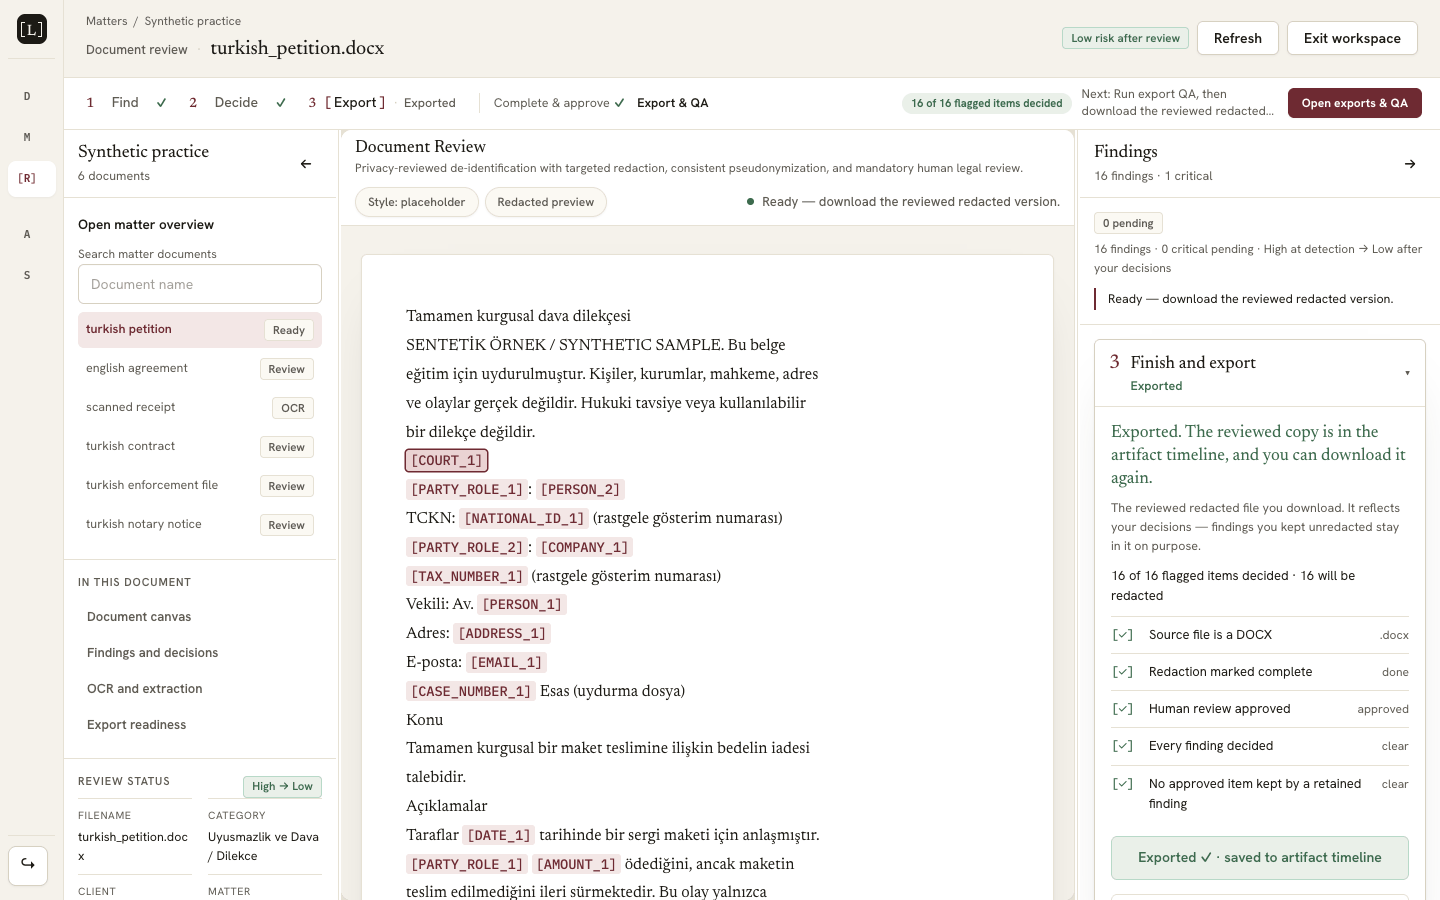 [L]
D
M
[R]
A
S
Matters / Synthetic practice
Document review · turkish_petition.docx
Low risk after review
Refresh
Exit workspace
1 Find ✓ 2 Decide ✓ 3 [Export] · Exported
Complete & approve ✓ Export & QA
16 of 16 flagged items decided
Next: Run export QA, then
download the reviewed redacted...
Open exports & QA
Synthetic practice
6 documents
←
Open matter overview
Search matter documents
Document name
turkish petition Ready
english agreement Review
scanned receipt OCR
turkish contract Review
turkish enforcement file Review
turkish notary notice Review
IN THIS DOCUMENT
Document canvas
Findings and decisions
OCR and extraction
Export readiness
REVIEW STATUS High → Low
FILENAME CATEGORY
turkish_petition.doc Uyusmazlik ve Dava
x / Dilekce
CLIENT MATTER
Document Review
Privacy-reviewed de-identification with targeted redaction, consistent pseudonymization, and mandatory human legal review.
Style: placeholder
Redacted preview
Ready — download the reviewed redacted version.
Tamamen kurgusal dava dilekçesi
SENTETİK ÖRNEK / SYNTHETIC SAMPLE. Bu belge
eğitim için uydurulmuştur. Kişiler, kurumlar, mahkeme, adres
ve olaylar gerçek değildir. Hukuki tavsiye veya kullanılabilir
bir dilekçe değildir.
[COURT_1]
[PARTY_ROLE_1]: [PERSON_2]
TCKN: [NATIONAL_ID_1] (rastgele gösterim numarası)
[PARTY_ROLE_2]: [COMPANY_1]
[TAX_NUMBER_1] (rastgele gösterim numarası)
Vekili: Av. [PERSON_1]
Adres: [ADDRESS_1]
E-posta: [EMAIL_1]
[CASE_NUMBER_1] Esas (uydurma dosya)
Konu
Tamamen kurgusal bir maket teslimine ilişkin bedelin iadesi
talebidir.
Açıklamalar
Taraflar [DATE_1] tarihinde bir sergi maketi için anlaşmıştır.
[PARTY_ROLE_1] [AMOUNT_1] ödediğini, ancak maketin
teslim edilmediğini ileri sürmektedir. Bu olay yalnızca
Findings
16 findings · 1 critical
→
0 pending
16 findings · 0 critical pending · High at detection → Low after
your decisions
Ready — download the reviewed redacted version.
3 Finish and export
Exported
Exported. The reviewed copy is in the
artifact timeline, and you can download it
again.
The reviewed redacted file you download. It reflects
your decisions — findings you kept unredacted stay
in it on purpose.
16 of 16 flagged items decided · 16 will be
redacted
[✓] Source file is a DOCX .docx
[✓] Redaction marked complete done
[✓] Human review approved approved
[✓] Every finding decided clear
[✓] No approved item kept by a retained clear
finding
Exported ✓ · saved to artifact timeline